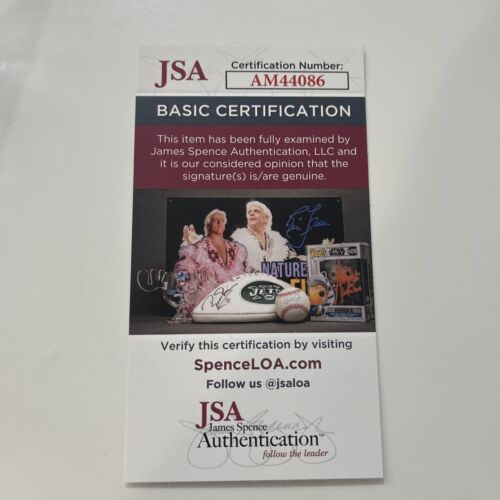 JSA
Certification Number:
AM44086
BASIC CERTIFICATION
This item has been fully examined by
James Spence Authentication, LLC and
it is our considered opinion that the
signature(s) is/are genuine.
NATURE
JETS
STAR WARS
AHSOKA
Verify this certification by visiting
SpenceLOA.com
Follow us @jsaloa
JSA
James Spence
Authentication™
follow the leader